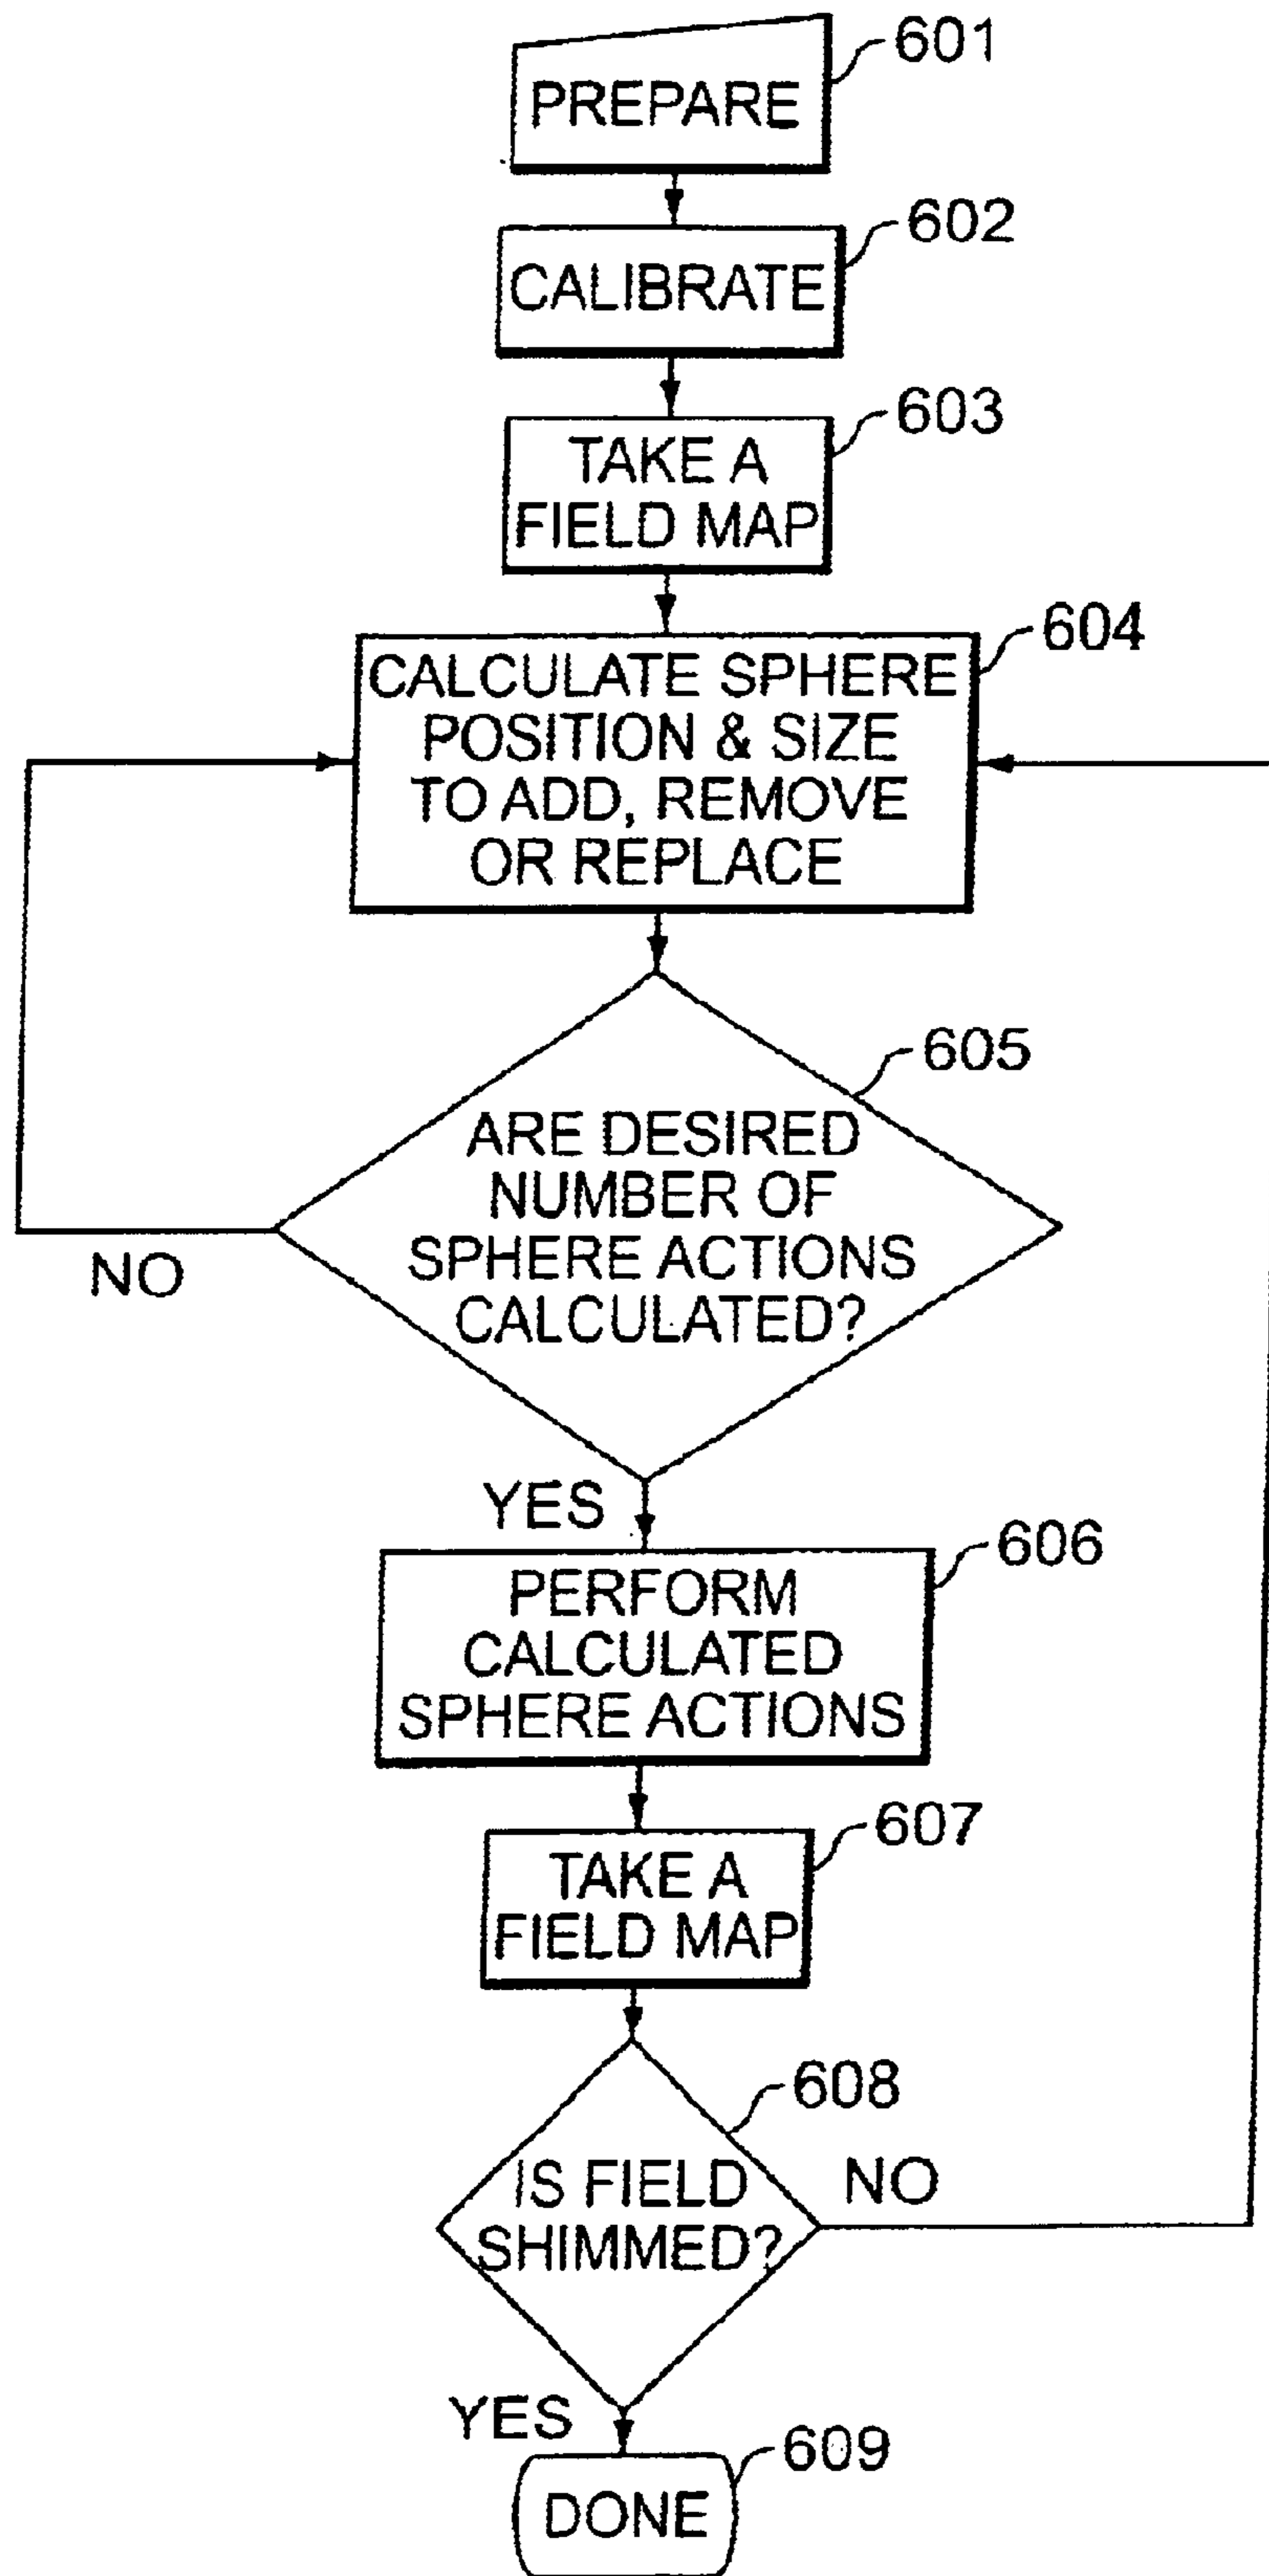 601
PREPARE
602
CALIBRATE
603
TAKE A
FIELD MAP
604
CALCULATE SPHERE
POSITION & SIZE
TO ADD, REMOVE
OR REPLACE
605
ARE DESIRED
NUMBER OF
SPHERE ACTIONS
CALCULATED?
NO
YES
606
PERFORM
CALCULATED
SPHERE ACTIONS
607
TAKE A
FIELD MAP
608
IS FIELD
SHIMMED?
NO
YES
609
DONE